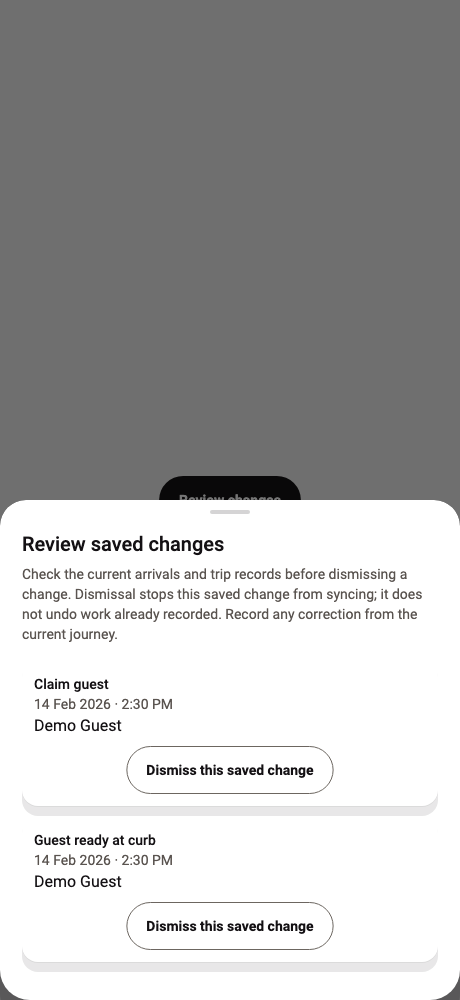 Review changes
Review saved changes
Check the current arrivals and trip records before dismissing a
change. Dismissal stops this saved change from syncing; it does
not undo work already recorded. Record any correction from the
current journey.
Claim guest
14 Feb 2026 · 2:30 PM
Demo Guest
Dismiss this saved change
Guest ready at curb
14 Feb 2026 · 2:30 PM
Demo Guest
Dismiss this saved change